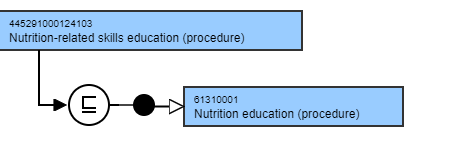 445291000124103
Nutrition-related skills education (procedure)
⊑
61310001
Nutrition education (procedure)